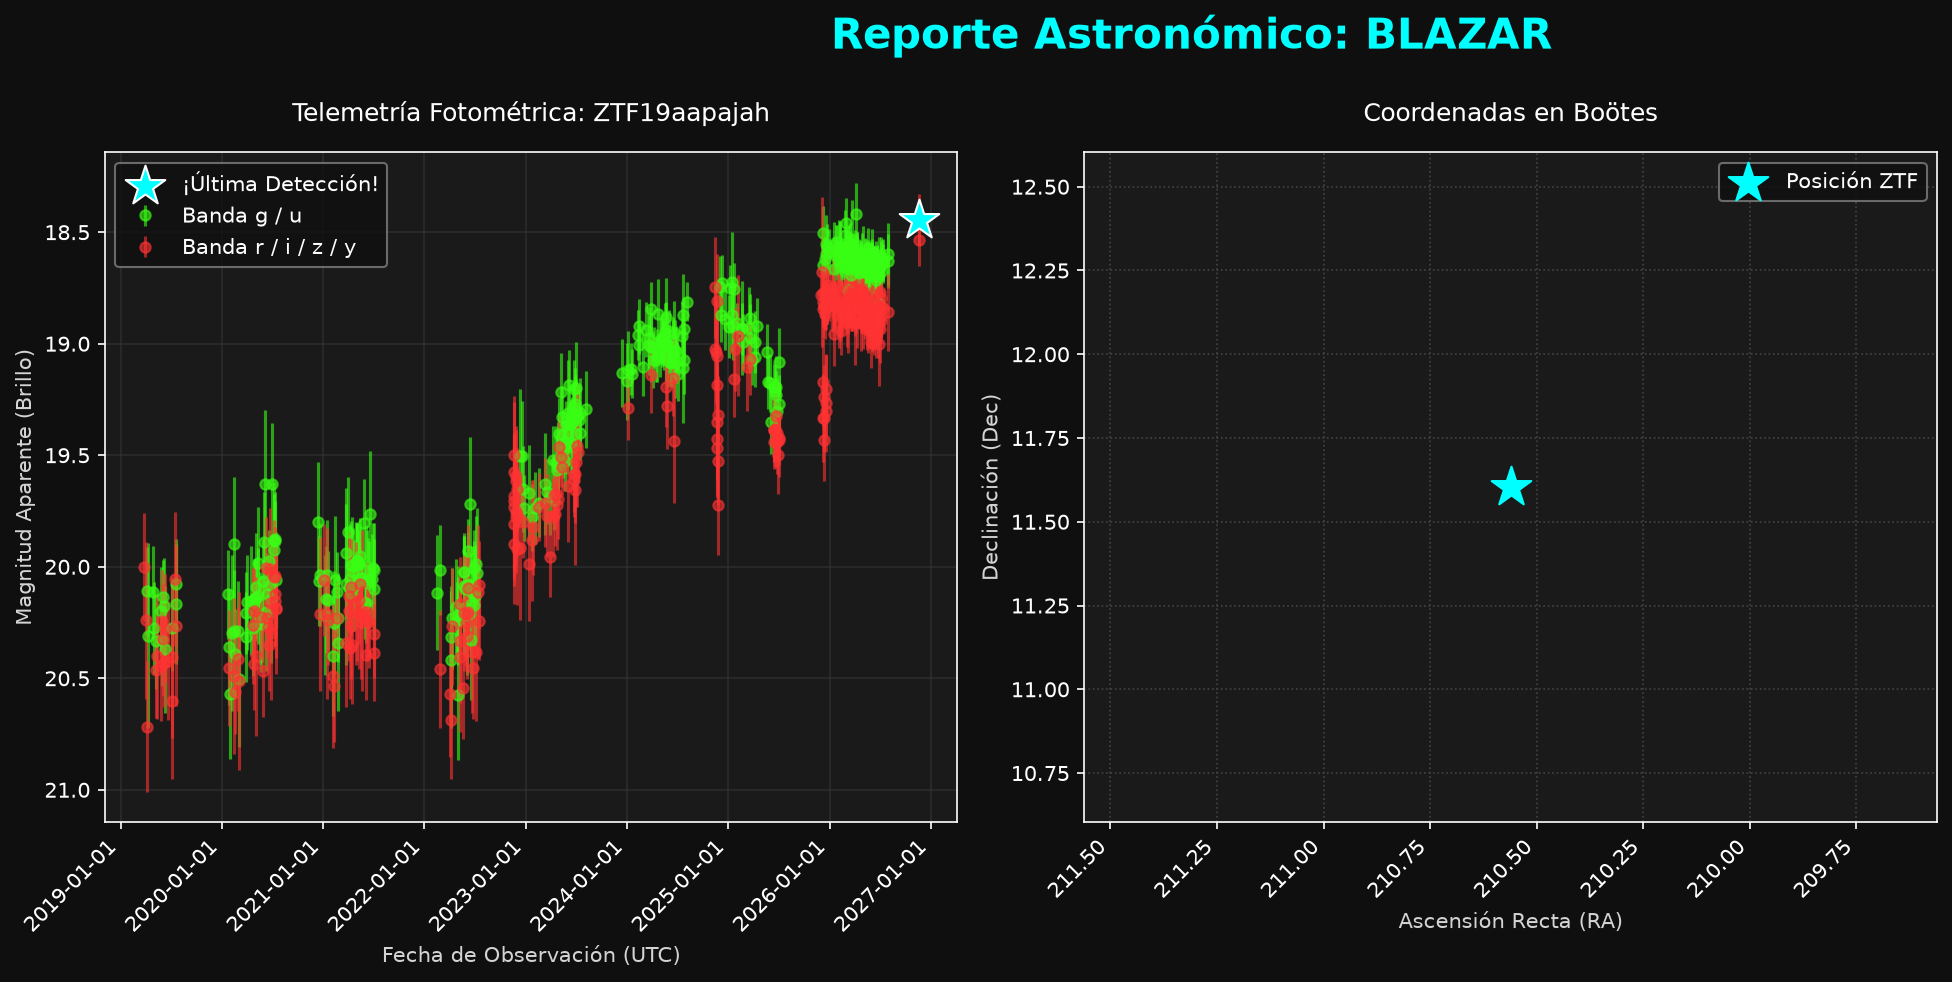 Reporte Astronómico: BLAZAR
Telemetría Fotométrica: ZTF19aapajah
¡Última Detección!
Banda g / u
Banda r / i / z / y
Magnitud Aparente (Brillo)
18.5
19.0
19.5
20.0
20.5
21.0
2019-01-01
2020-01-01
2021-01-01
2022-01-01
2023-01-01
2024-01-01
2025-01-01
2026-01-01
2027-01-01
Fecha de Observación (UTC)
Coordenadas en Boötes
Posición ZTF
Declinación (Dec)
12.50
12.25
12.00
11.75
11.50
11.25
11.00
10.75
211.50
211.25
211.00
210.75
210.50
210.25
210.00
209.75
Ascensión Recta (RA)